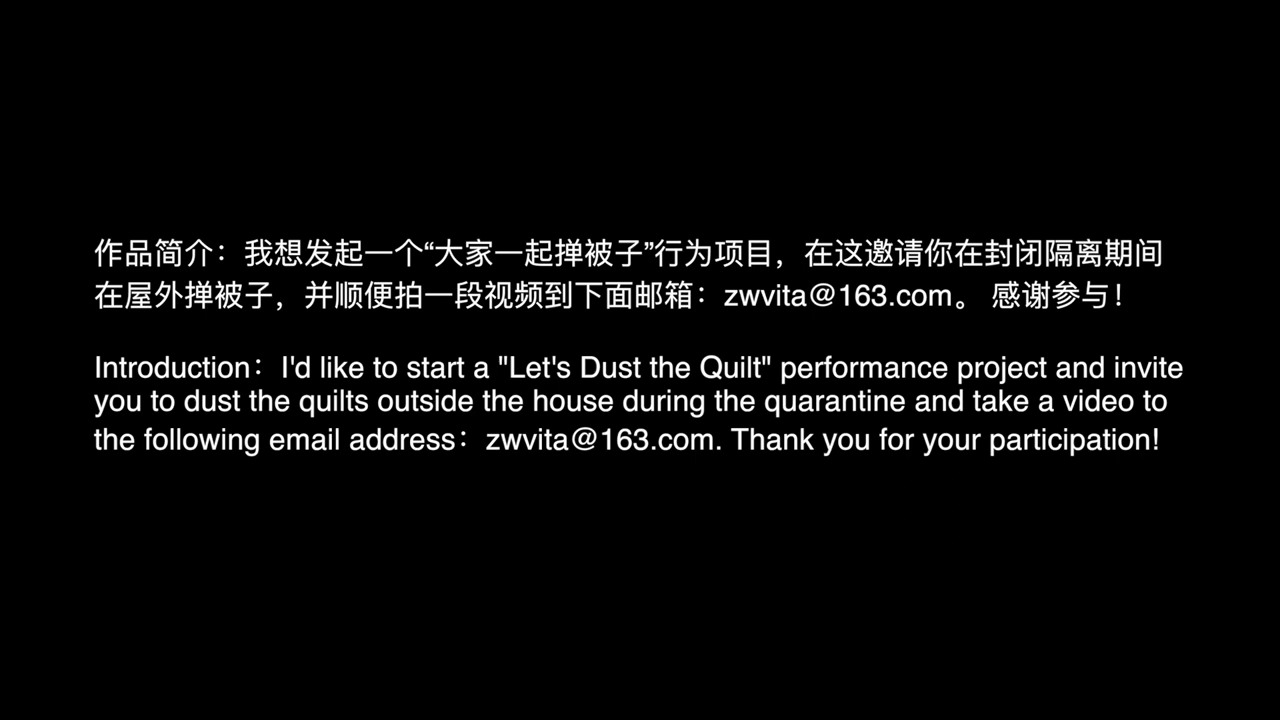 作品简介：我想发起一个“大家一起掸被子”行为项目，在这邀请你在封闭隔离期间
在屋外掸被子，并顺便拍一段视频到下面邮箱：zwvita@163.com。 感谢参与！
Introduction：I'd like to start a "Let's Dust the Quilt" performance project and invite
you to dust the quilts outside the house during the quarantine and take a video to
the following email address：zwvita@163.com. Thank you for your participation!